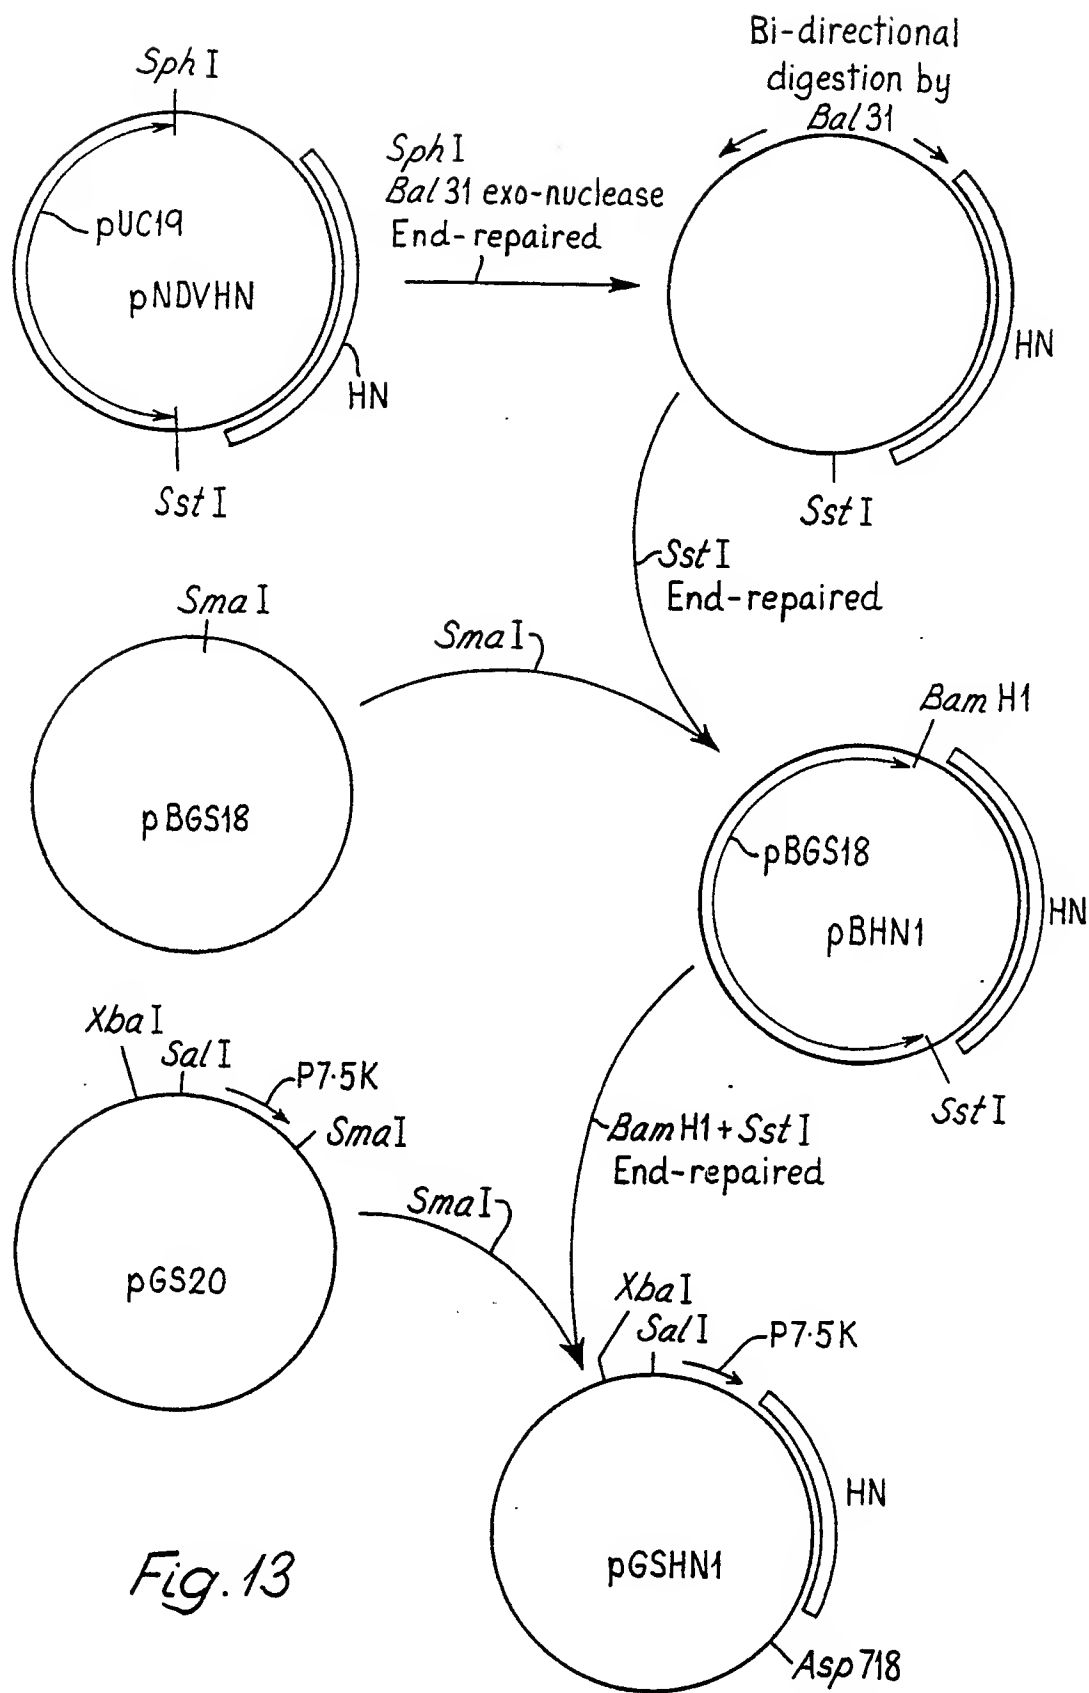 Sph I
pUC19
pNDVHN
HN
Sst I
Sph I
Bal 31 exo-nuclease
End-repaired
Bi-directional
digestion by
Bal 31
HN
Sst I
Sst I
End-repaired
Sma I
pBGS18
Sma I
Bam H1
pBGS18
pBHN1
HN
Sst I
Xba I
Sal I
P7·5K
Sma I
pGS20
Bam H1 + Sst I
End-repaired
Sma I
Xba I
Sal I
P7·5K
HN
pGSHN1
Asp 718
Fig. 13